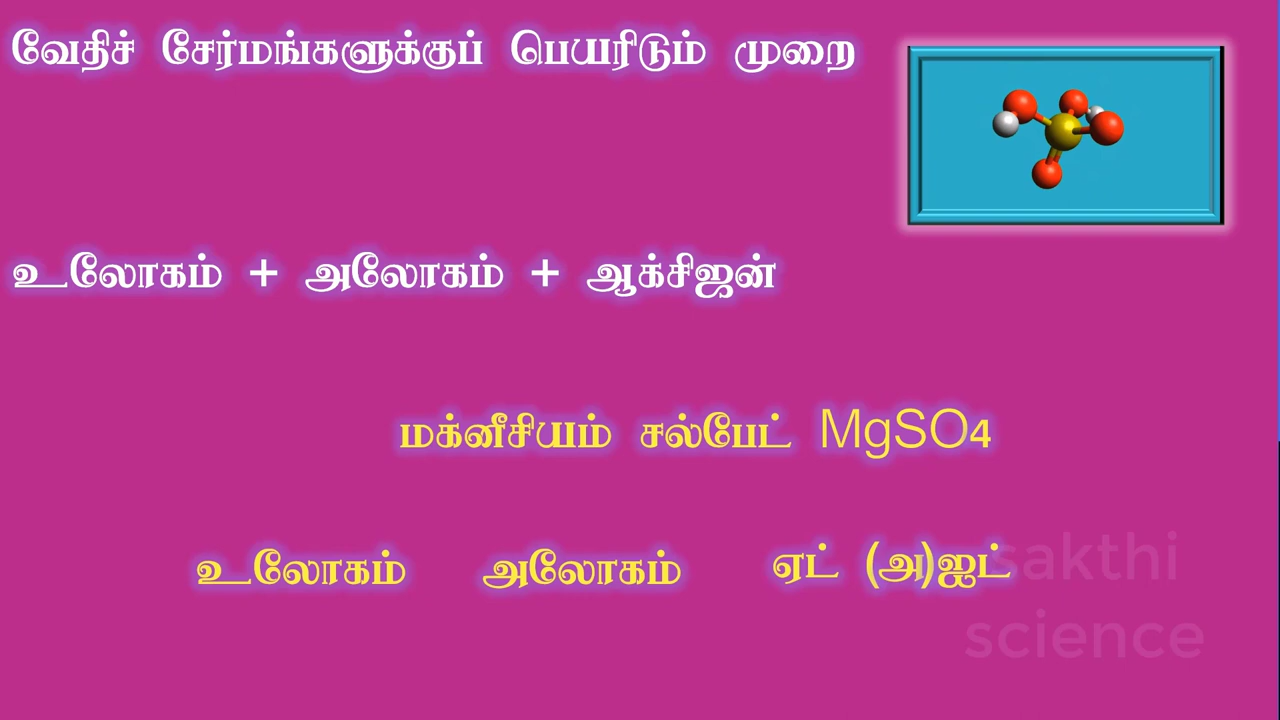 வேதிச் சேர்மங்களுக்குப் பெயரிடும் முறை
உலோகம் + அலோகம் + ஆக்சிஜன்
மக்னீசியம் சல்பேட் MgSO4
உலோகம் அலோகம் ஏட் (அ)ஐட்
sakthi
science